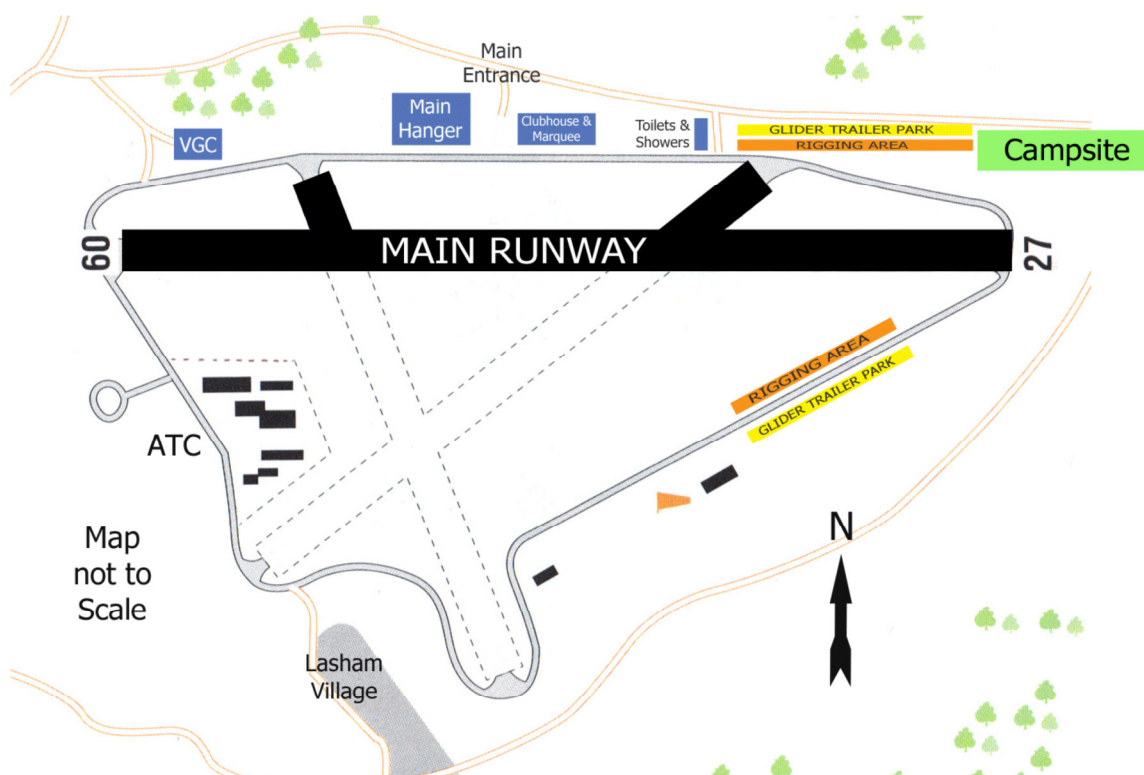 Main
Entrance
Main
Hanger
Clubhouse &
Marquee
Toilets &
Showers
GLIDER TRAILER PARK
RIGGING AREA
Campsite
VGC
09
MAIN RUNWAY
27
RIGGING AREA
GLIDER TRAILER PARK
ATC
Map
not to
Scale
N
Lasham
Village